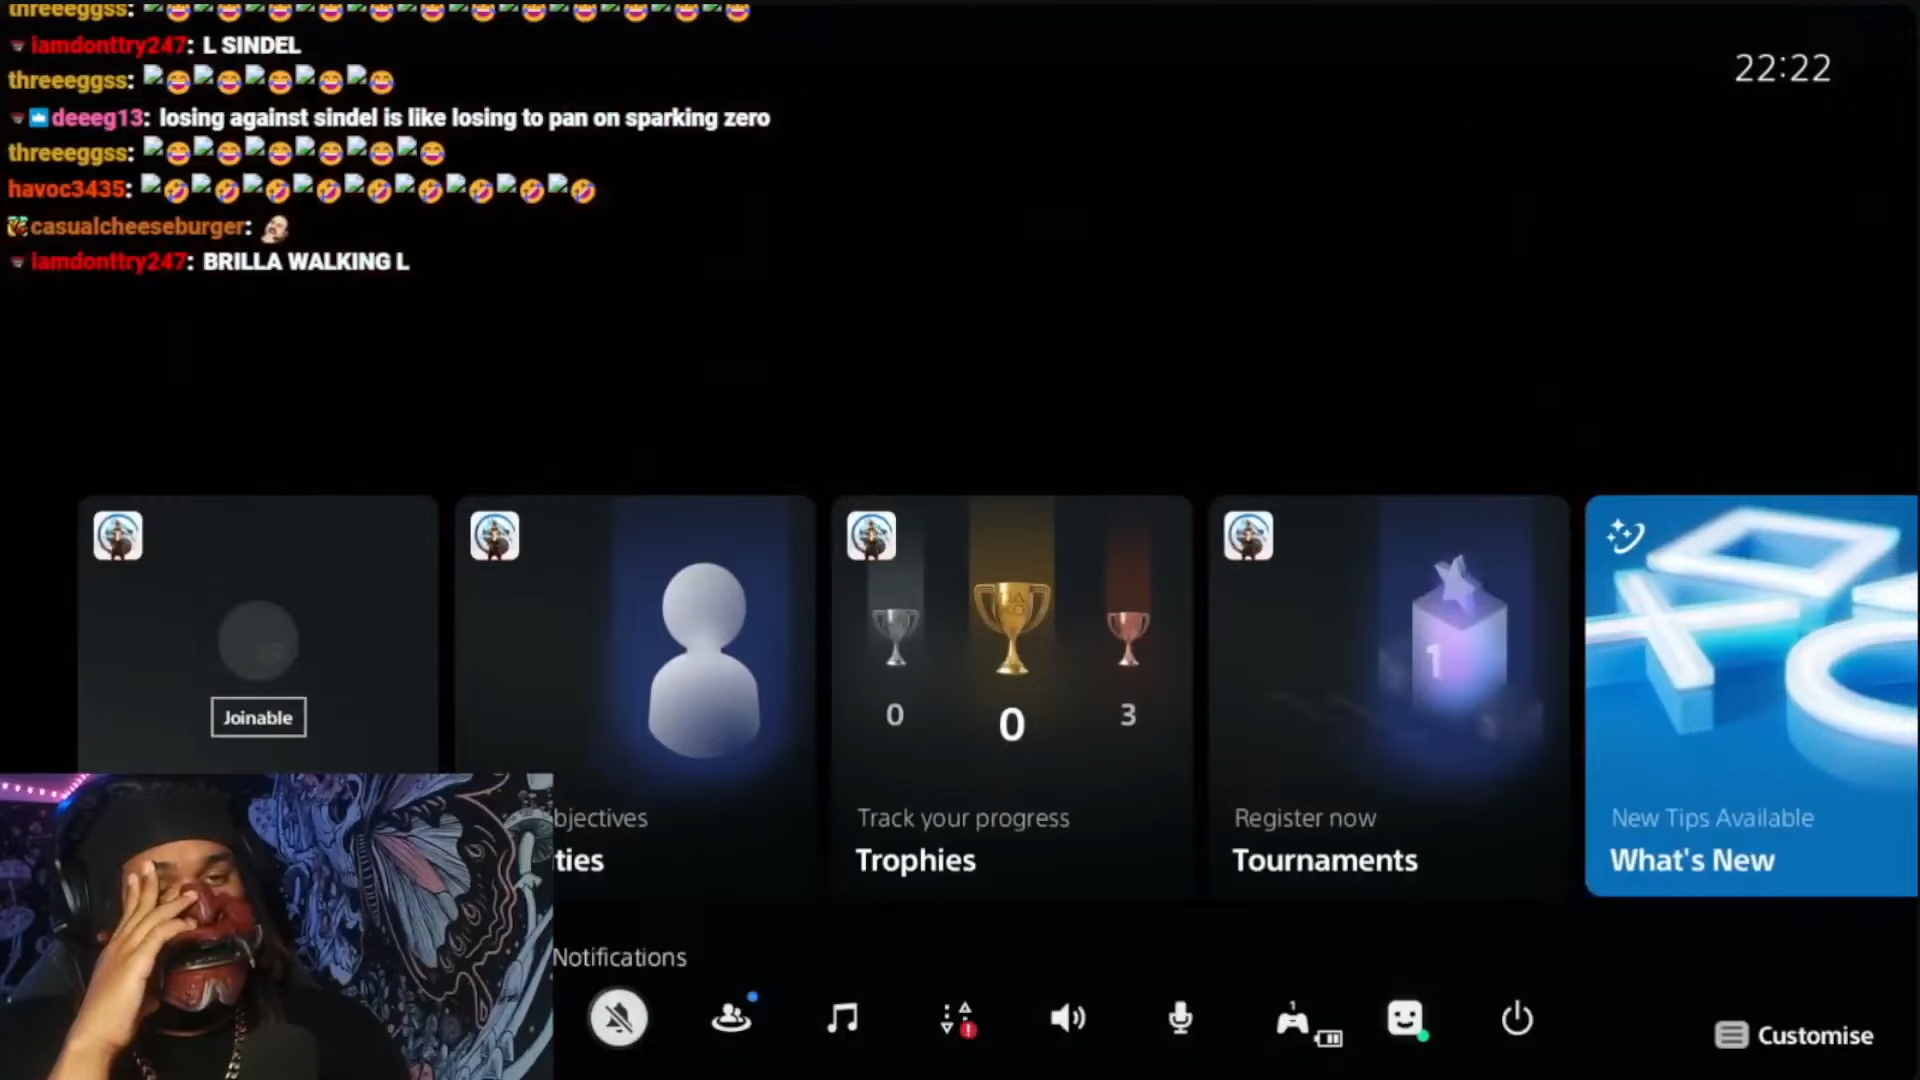 threeeggss:
iamdonttry247: L SINDEL
threeeggss:
deeeg13: losing against sindel is like losing to pan on sparking zero
threeeggss:
havoc3435:
casualcheeseburger:
iamdonttry247: BRILLA WALKING L
22:22
Joinable
bjectives
ties
0
0
3
Track your progress
Trophies
1
Register now
Tournaments
New Tips Available
What's New
Notifications
1
Customise